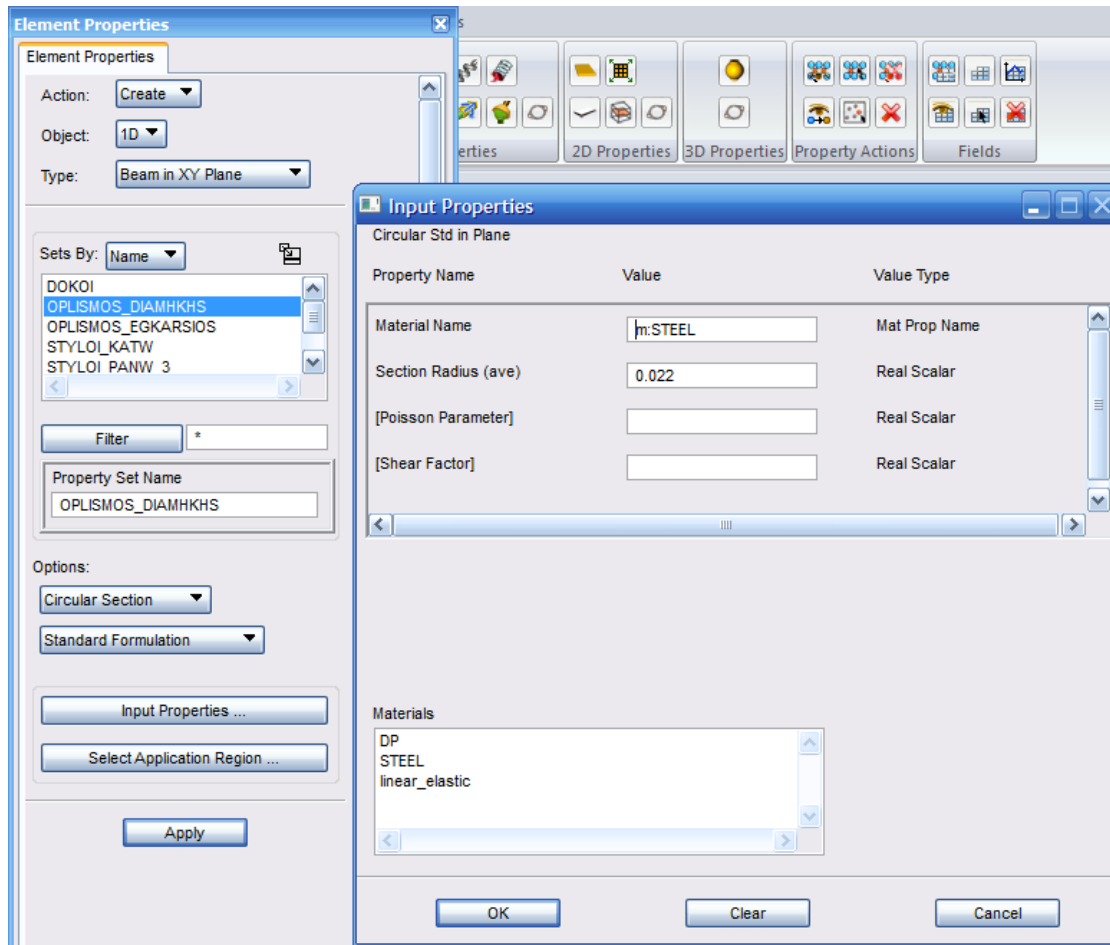 Element Properties
s
Element Properties
Action: Create
Object: 1D
Type: Beam in XY Plane
erties
2D Properties
3D Properties
Property Actions
Fields
Sets By: Name
DOKOI
OPLISMOS_DIAMHKHS
OPLISMOS_EGKARSIOS
STYLOI_KATW
STYLOI_PANW_3
Filter *
Property Set Name
OPLISMOS_DIAMHKHS
Options:
Circular Section
Standard Formulation
Input Properties ...
Select Application Region ...
Apply
Input Properties
Circular Std in Plane
Property Name Value Value Type
Material Name m:STEEL Mat Prop Name
Section Radius (ave) 0.022 Real Scalar
[Poisson Parameter] Real Scalar
[Shear Factor] Real Scalar
Materials
DP
STEEL
linear_elastic
OK Clear Cancel